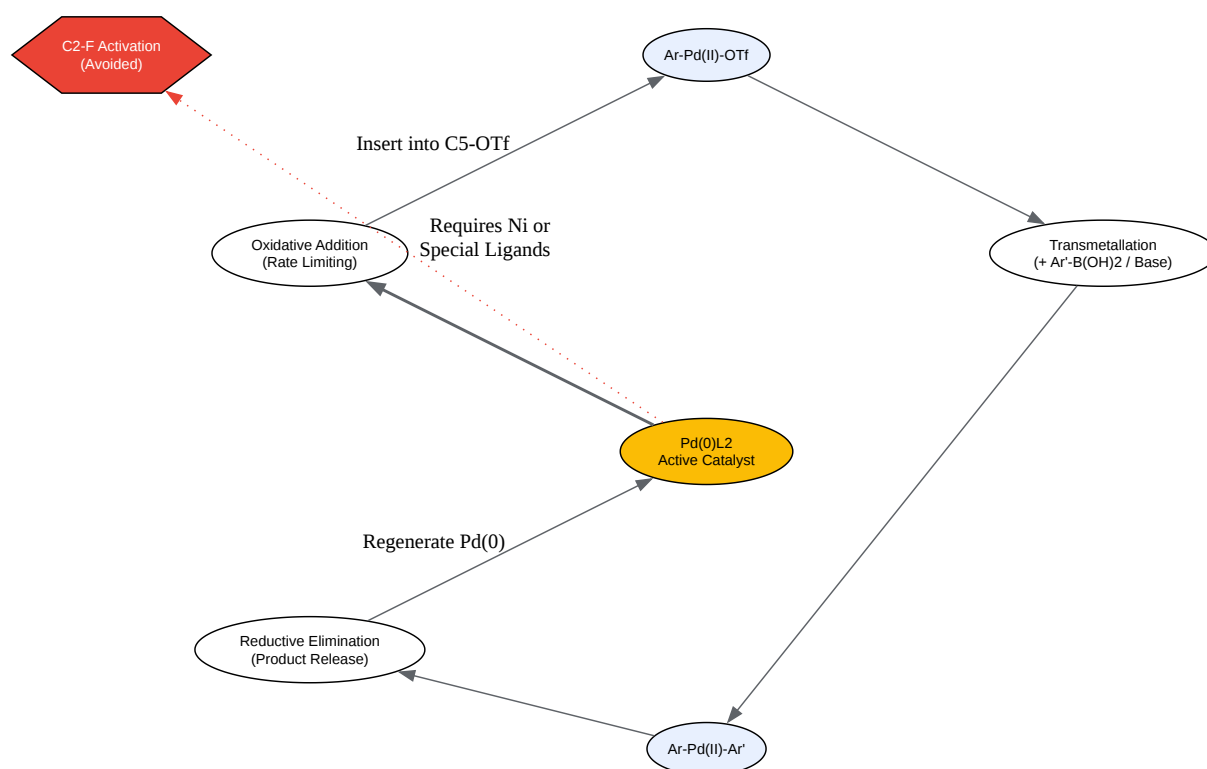 C2-F Activation
(Avoided)
Ar-Pd(II)-OTf
Insert into C5-OTf
Requires Ni or
Special Ligands
Oxidative Addition
(Rate Limiting)
Transmetallation
(+ Ar'-B(OH)2 / Base)
Pd(0)L2
Active Catalyst
Regenerate Pd(0)
Reductive Elimination
(Product Release)
Ar-Pd(II)-Ar'